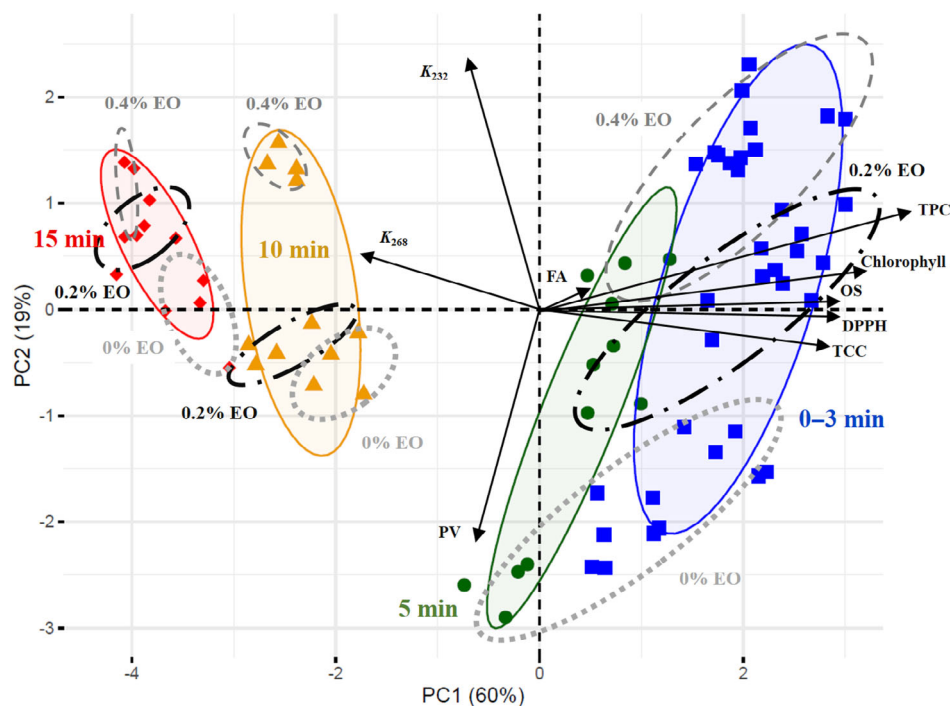 K232
0.4% EO
0.4% EO
0.4% EO
0.2% EO
TPC
15 min
10 min
K268
Chlorophyll
FA
OS
0.2% EO
DPPH
0% EO
TCC
0.2% EO
0–3 min
0% EO
PV
0% EO
5 min
PC2 (19%)
2
1
0
-1
-2
-3
-4
-2
0
2
PC1 (60%)